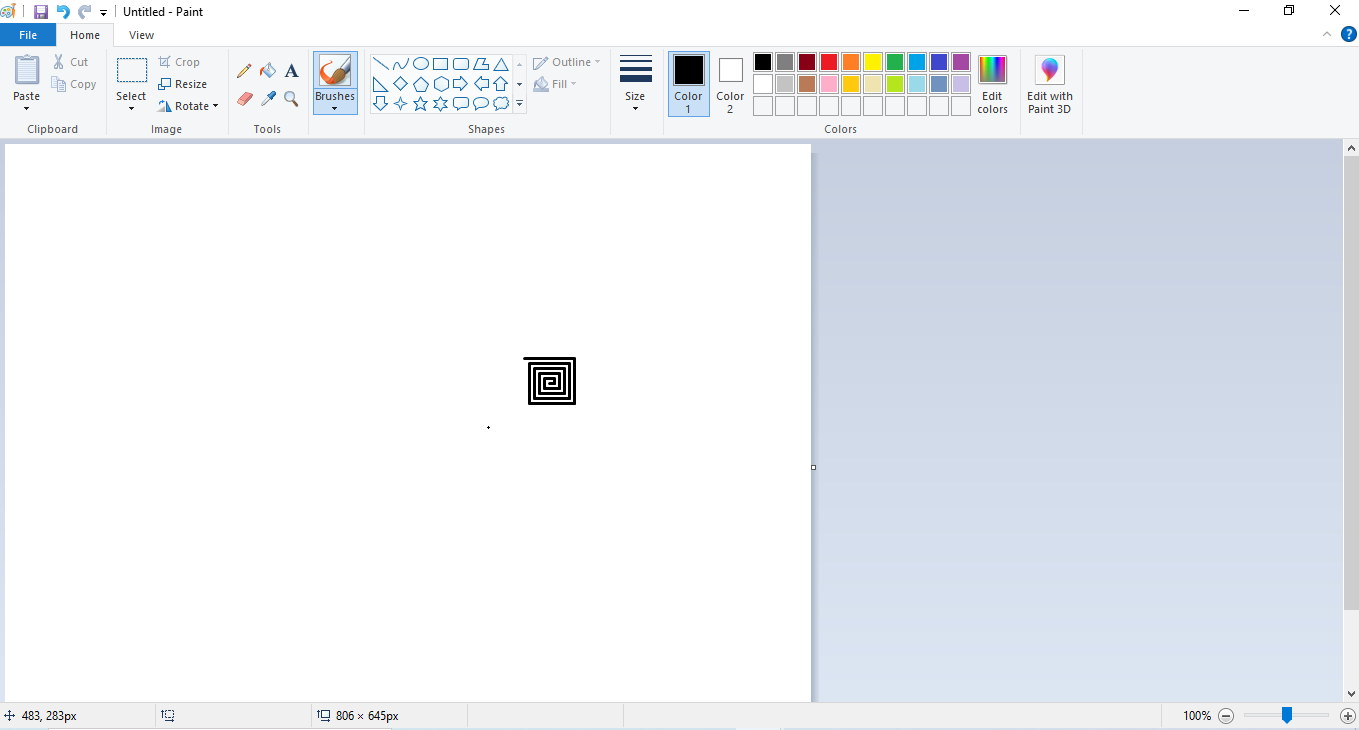 Untitled - Paint
File Home View
Paste Cut Copy
Clipboard
Select Crop Resize Rotate
Image
A
Tools
Brushes
Outline Fill
Shapes
Size
Color 1 Color 2
Edit colors
Colors
Edit with Paint 3D
?
483, 283px 806 × 645px 100%